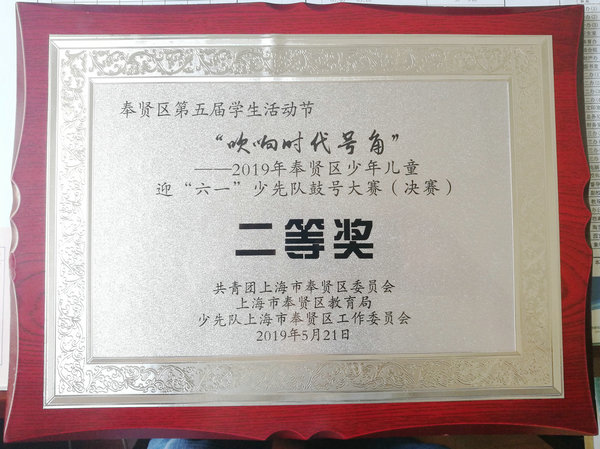 奉贤区第五届学生活动节
“吹响时代号角”
——2019年奉贤区少年儿童
迎“六一”少先队鼓号大赛（决赛）
二等奖
共青团上海市奉贤区委员会
上海市奉贤区教育局
少先队上海市奉贤区工作委员会
2019年5月21日